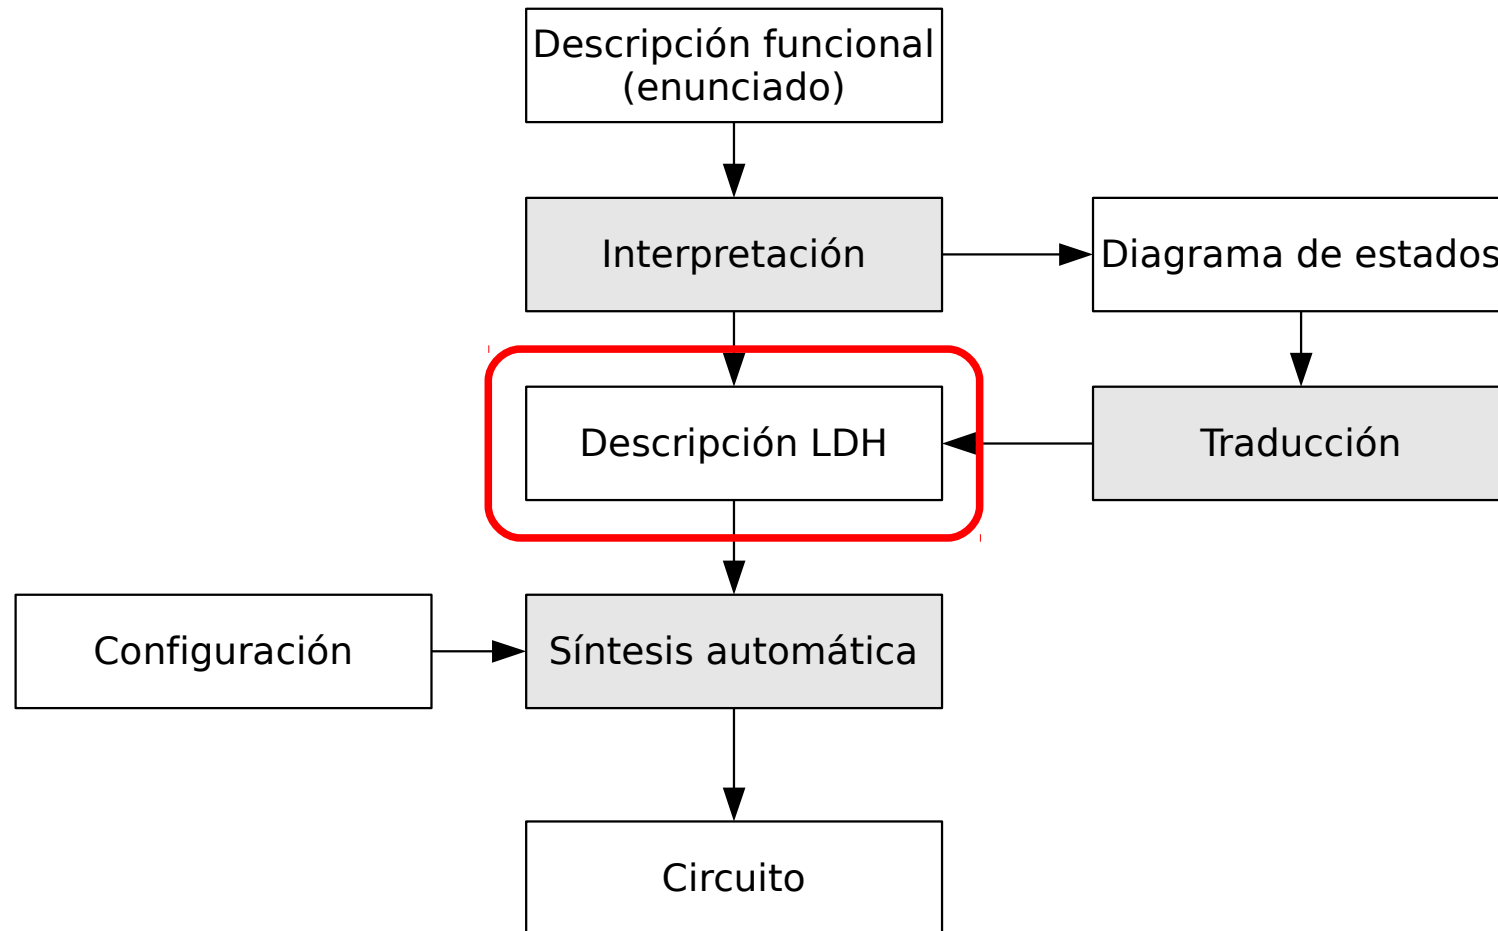 Descripción funcional
(enunciado)
Interpretación
Diagrama de estados
Descripción LDH
Traducción
Configuración
Síntesis automática
Circuito